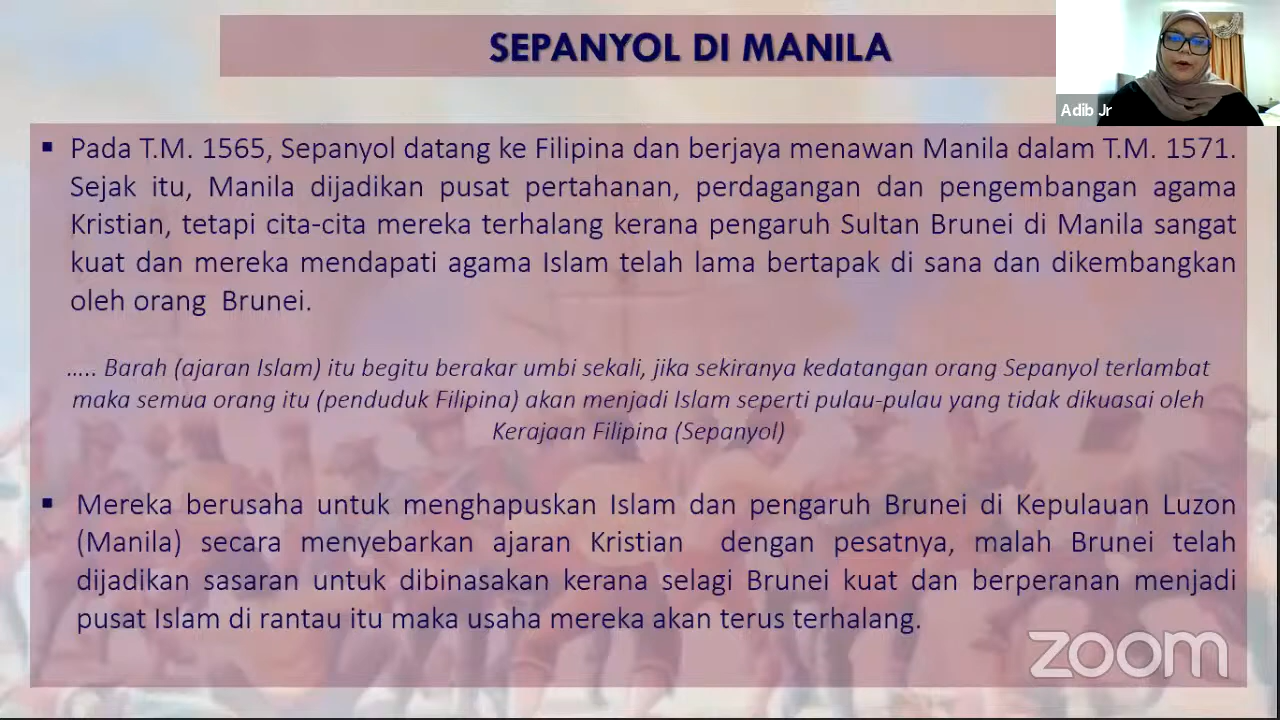 SEPANYOL DI MANILA
Adib Jr
▪ Pada T.M. 1565, Sepanyol datang ke Filipina dan berjaya menawan Manila dalam T.M. 1571.
Sejak itu, Manila dijadikan pusat pertahanan, perdagangan dan pengembangan agama
Kristian, tetapi cita-cita mereka terhalang kerana pengaruh Sultan Brunei di Manila sangat
kuat dan mereka mendapati agama Islam telah lama bertapak di sana dan dikembangkan
oleh orang Brunei.
..... Barah (ajaran Islam) itu begitu berakar umbi sekali, jika sekiranya kedatangan orang Sepanyol terlambat
maka semua orang itu (penduduk Filipina) akan menjadi Islam seperti pulau-pulau yang tidak dikuasai oleh
Kerajaan Filipina (Sepanyol)
▪ Mereka berusaha untuk menghapuskan Islam dan pengaruh Brunei di Kepulauan Luzon
(Manila) secara menyebarkan ajaran Kristian dengan pesatnya, malah Brunei telah
dijadikan sasaran untuk dibinasakan kerana selagi Brunei kuat dan berperanan menjadi
pusat Islam di rantau itu maka usaha mereka akan terus terhalang.
zoom